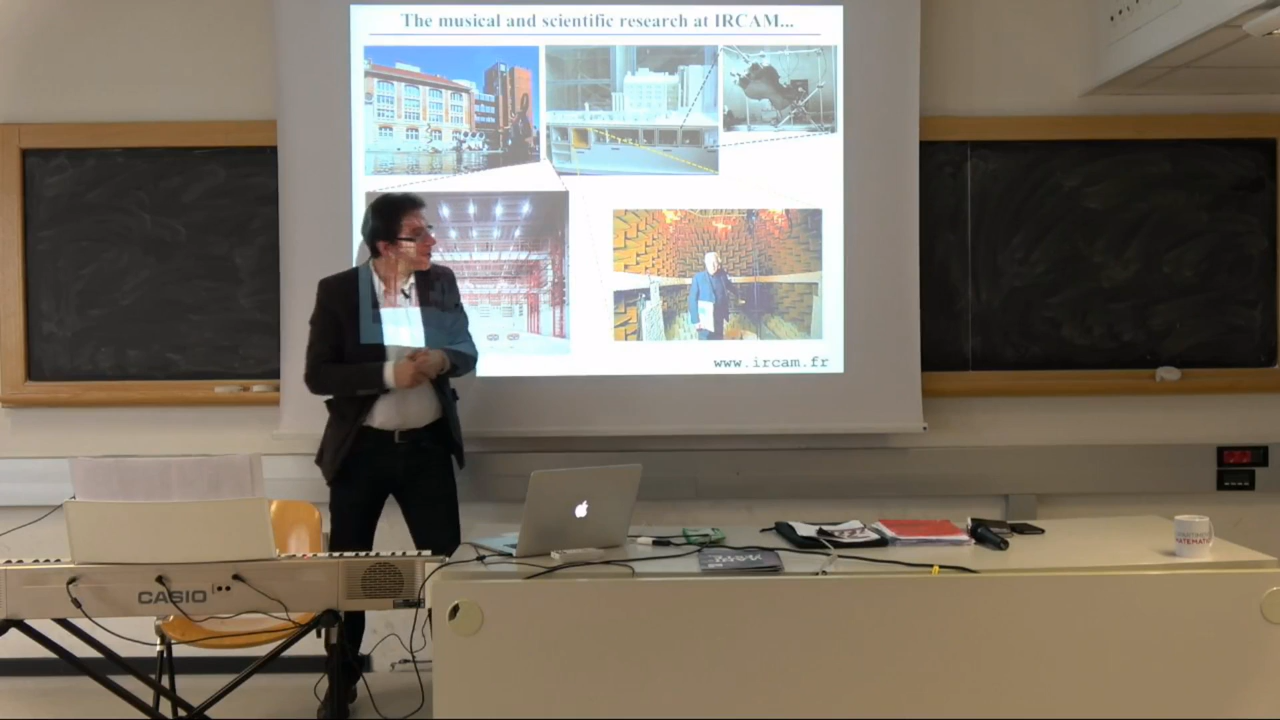 The musical and scientific research at IRCAM...
www.ircam.fr
CASIO